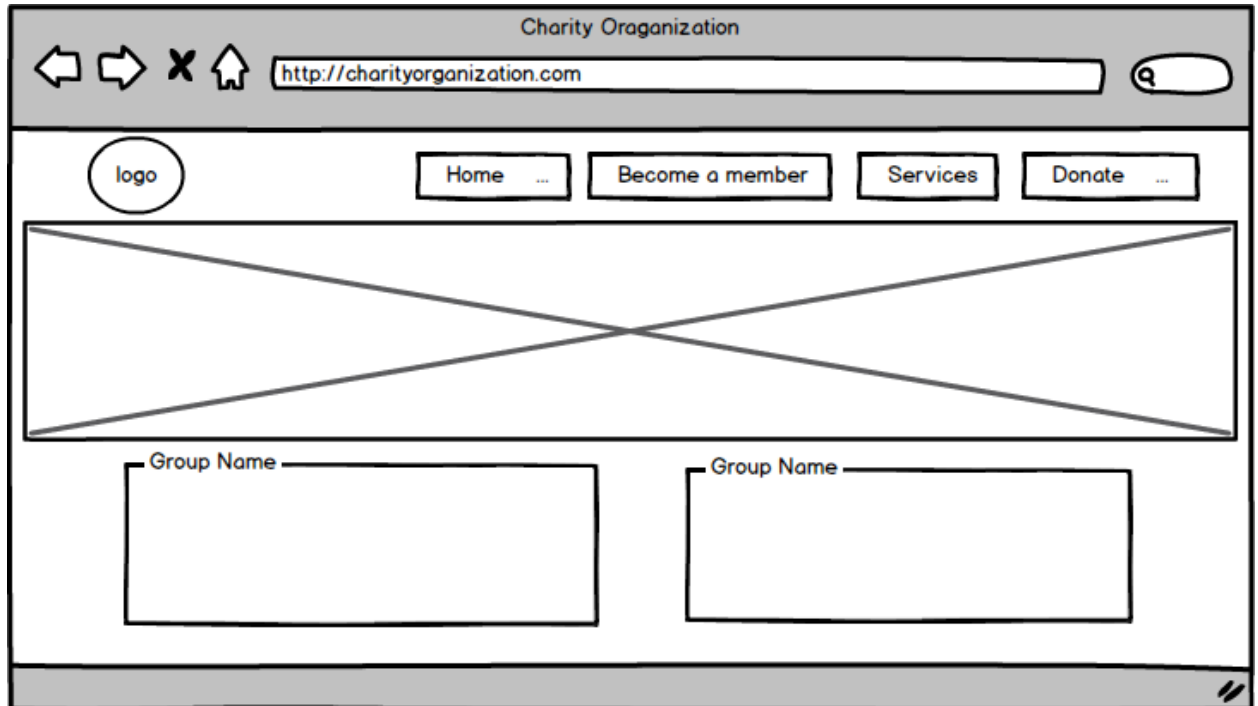 Charity Oraganization
http://charityorganization.com
logo
Home ...
Become a member
Services
Donate ...
Group Name
Group Name